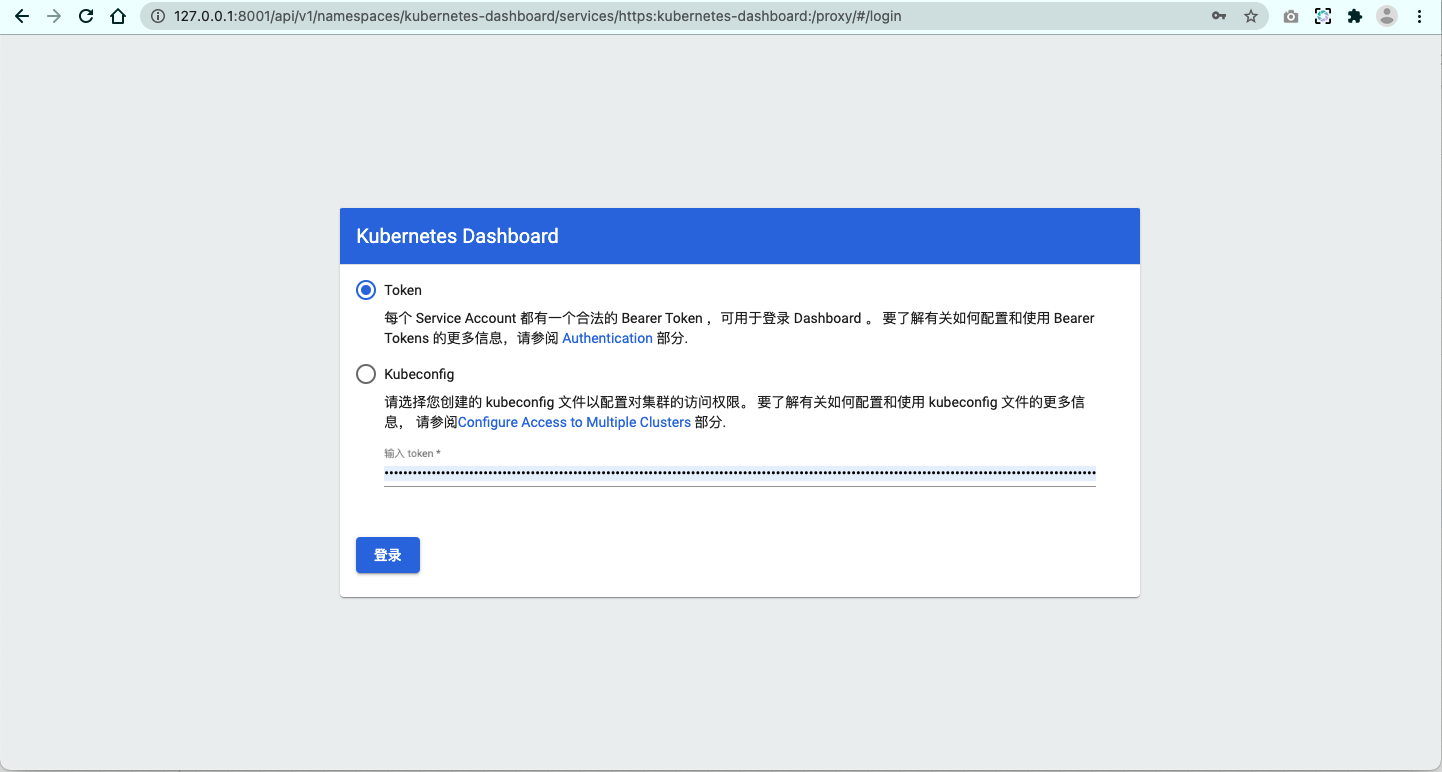 127.0.0.1:8001/api/v1/namespaces/kubernetes-dashboard/services/https:kubernetes-dashboard:/proxy/#/login
Kubernetes Dashboard
Token
每个 Service Account 都有一个合法的 Bearer Token ，可用于登录 Dashboard 。 要了解有关如何配置和使用 Bearer
Tokens 的更多信息，请参阅 Authentication 部分.
Kubeconfig
请选择您创建的 kubeconfig 文件以配置对集群的访问权限。 要了解有关如何配置和使用 kubeconfig 文件的更多信
息， 请参阅Configure Access to Multiple Clusters 部分.
输入 token *
登录